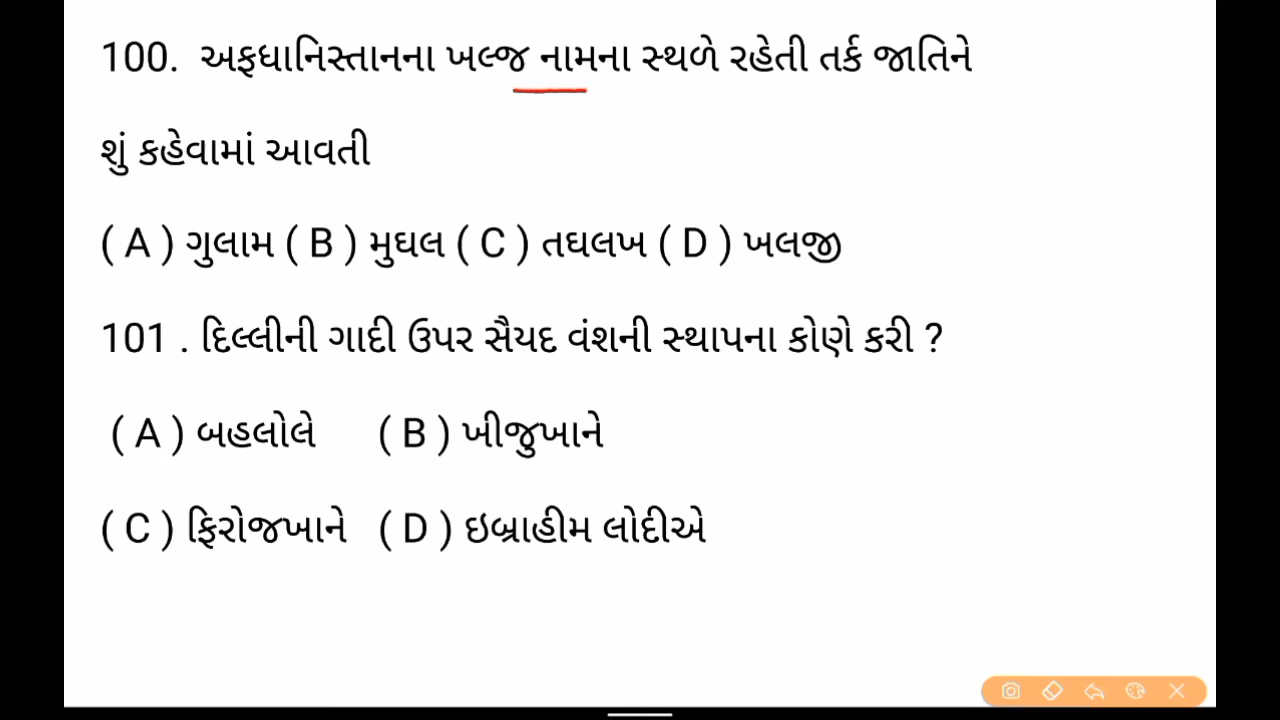 100. અફઘાનિસ્તાનના ખલ્જ નામના સ્થળે રહેતી તર્ક જાતિને
શું કહેવામાં આવતી
( A ) ગુલામ ( B ) મુઘલ ( C ) તઘલખ ( D ) ખલજી
101 . દિલ્લીની ગાદી ઉપર સૈયદ વંશની સ્થાપના કોણે કરી ?
( A ) બહલોલે ( B ) ખીજુખાને
( C ) ફિરોજખાને ( D ) ઇબ્રાહીમ લોદીએ